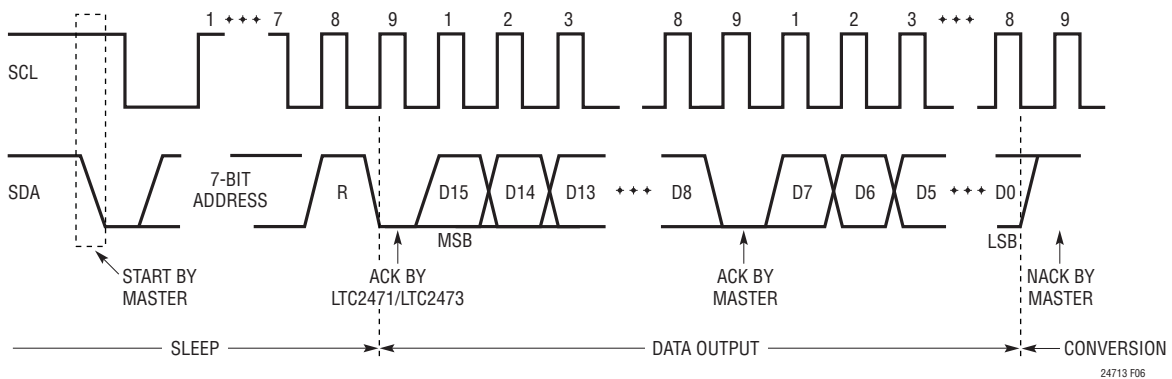 1 ✦✦✦ 7 8 9 1 2 3 8 9 1 2 3 ✦✦✦ 8 9
SCL
SDA
7-BIT
ADDRESS
R D15 D14 D13 ✦✦✦ D8 D7 D6 D5 ✦✦✦ D0
MSB
LSB
START BY
MASTER
ACK BY
LTC2471/LTC2473
ACK BY
MASTER
NACK BY
MASTER
SLEEP DATA OUTPUT CONVERSION
24713 F06